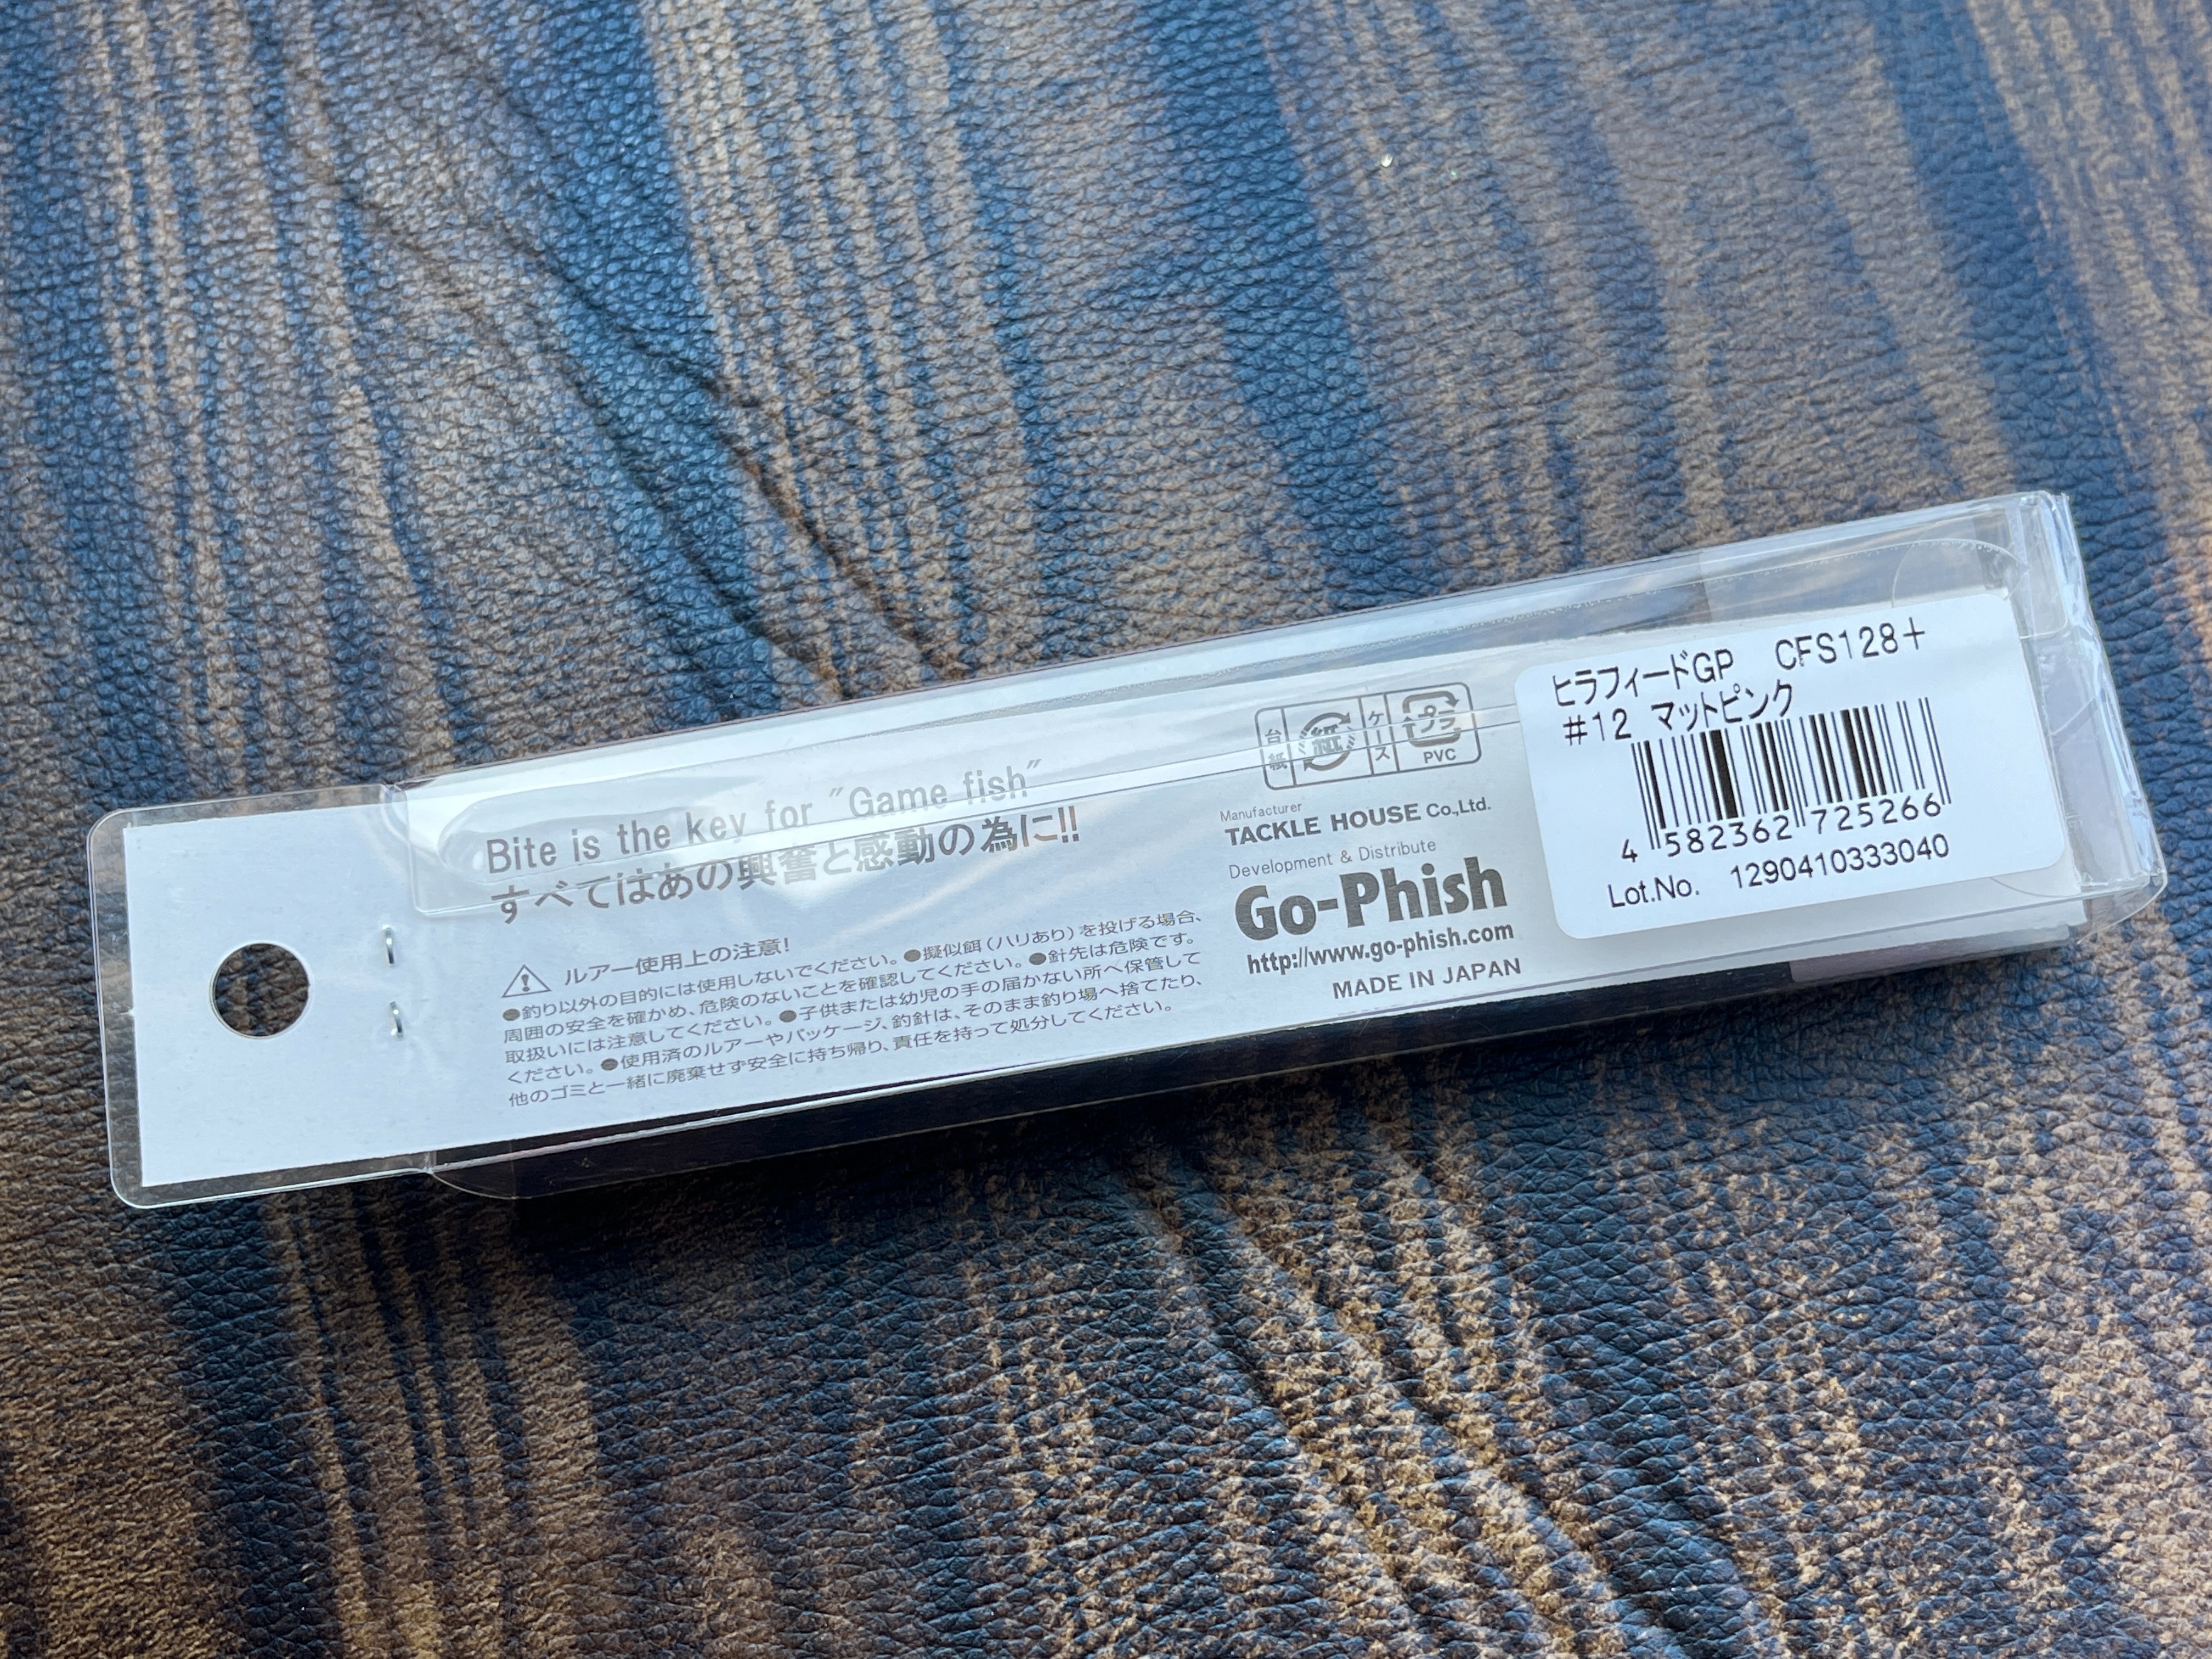 Bite is the key for "Game fish"
すべてはあの興奮と感動の為に!!
ルアー使用上の注意!
●釣り以外の目的には使用しないでください。●擬似餌(ハリあり)を投げる場合、
周囲の安全を確かめ、危険のないことを確認してください。●針先は危険です。
取扱いには注意してください。●子供または幼児の手の届かない所へ保管して
ください。●使用済のルアーやパッケージ、釣針は、そのまま釣り場へ捨てたり、
他のゴミと一緒に廃棄せず安全に持ち帰り、責任を持って処分してください。
台紙
紙
ケース
プラ
PVC
Manufacturer
TACKLE HOUSE Co.,Ltd.
Development & Distribute
Go-Phish
http://www.go-phish.com
MADE IN JAPAN
ヒラフィードGP CFS128+
#12 マットピンク
4 582362 725266
Lot.No. 1290410333040